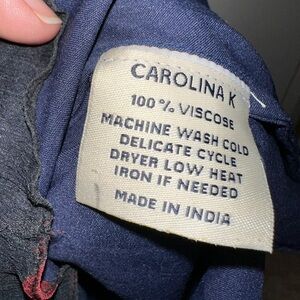 CAROLINA K
100% VISCOSE
MACHINE WASH COLD
DELICATE CYCLE
DRYER LOW HEAT
IRON IF NEEDED
MADE IN INDIA